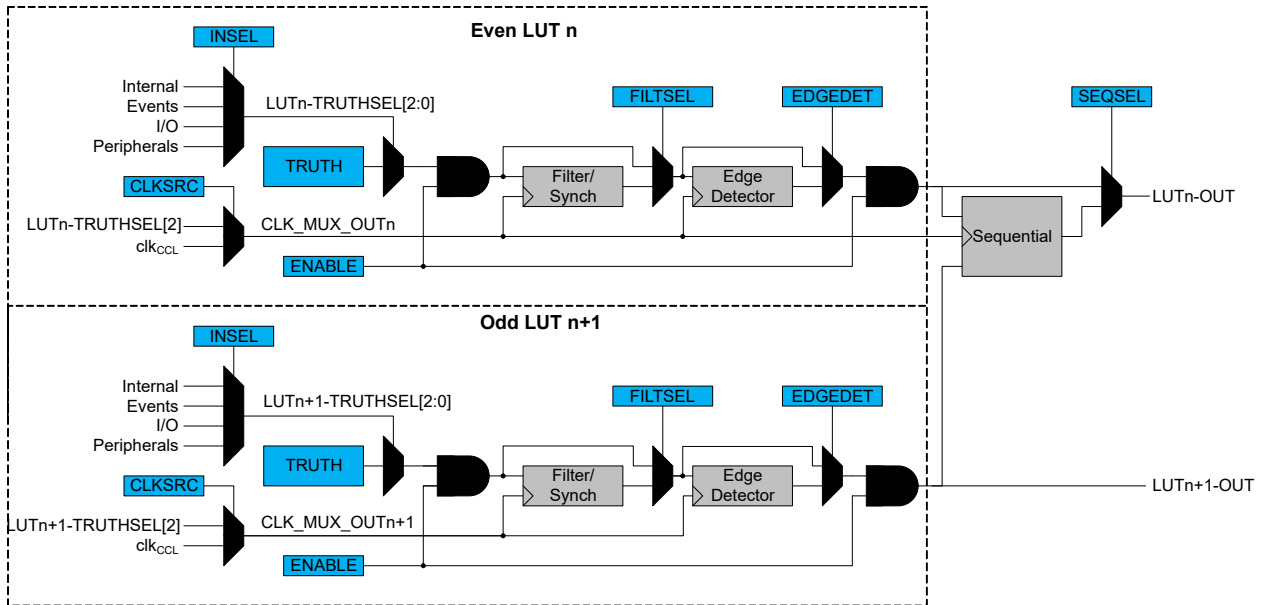 Even LUT n
INSEL
Internal
Events
I/O
Peripherals
LUTn-TRUTHSEL[2:0]
FILTSEL
EDGEDET
SEQSEL
TRUTH
Filter/
Synch
Edge
Detector
CLKSRC
LUTn-TRUTHSEL[2]
clkCCL
CLK_MUX_OUTn
ENABLE
Sequential
LUTn-OUT
Odd LUT n+1
INSEL
Internal
Events
I/O
Peripherals
LUTn+1-TRUTHSEL[2:0]
FILTSEL
EDGEDET
TRUTH
Filter/
Synch
Edge
Detector
CLKSRC
LUTn+1-TRUTHSEL[2]
clkCCL
CLK_MUX_OUTn+1
ENABLE
LUTn+1-OUT